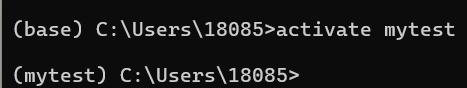 (base) C:\Users\18085>activate mytest
(mytest) C:\Users\18085>